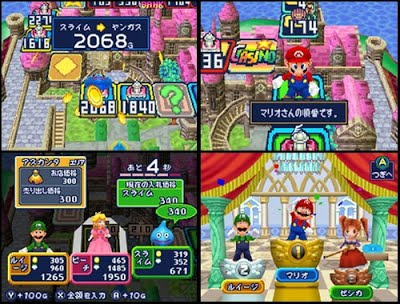 スライム ➡ ヤンガス
2068G
1618
2068 1840
?
174
CASINO
マリオさんの順番です。
アスカンタ エリア
お店価格
300
売り出し価格
300
あと 4 秒
現在の入札価格
スライム
340
340
ルイージ
305
960
1265
ピーチ
465
1485
1950
スライム
319
352
671
Y +100G X 金額を入力 A +10G
A
つぎへ
1
2
マリオ
ルイージ
ゼシカ